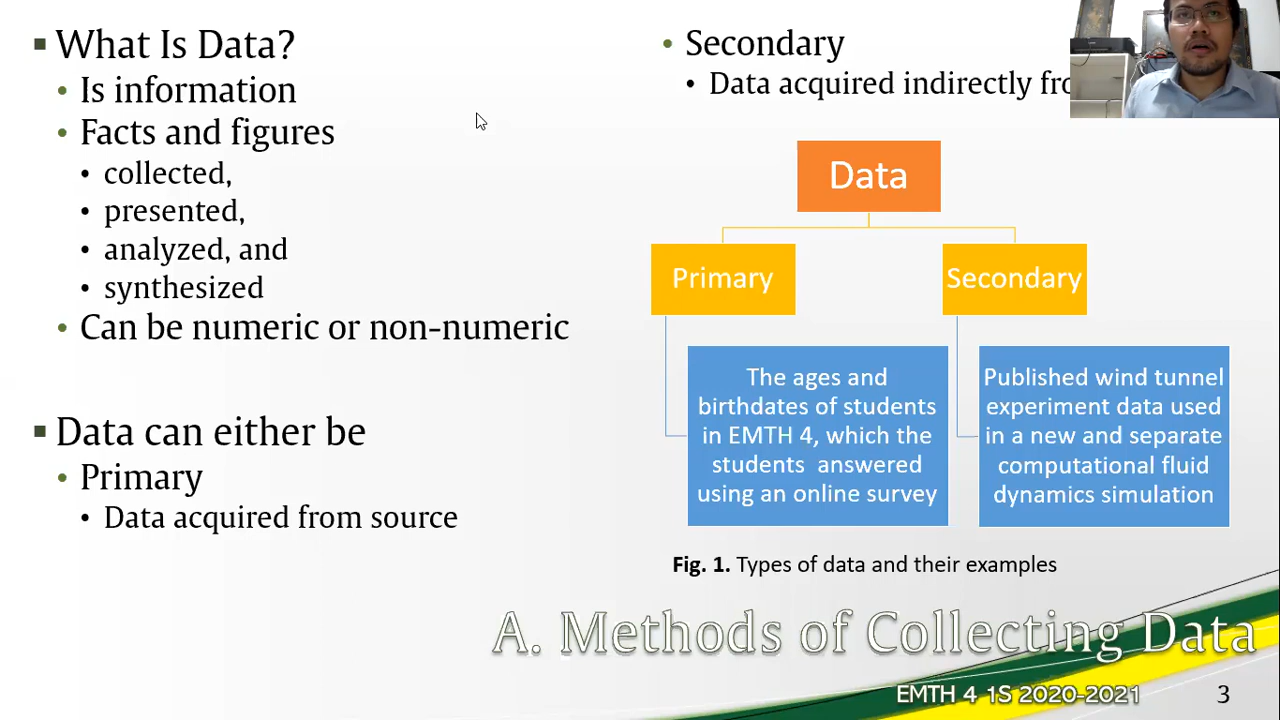 What Is Data?
Is information
Facts and figures
collected,
presented,
analyzed, and
synthesized
Can be numeric or non-numeric
Data can either be
Primary
Data acquired from source
Secondary
Data acquired indirectly
Data
Primary
Secondary
The ages and
birthdates of students
in EMTH 4, which the
students answered
using an online survey
Published wind tunnel
experiment data used
in a new and separate
computational fluid
dynamics simulation
Fig. 1. Types of data and their examples
A. Methods of Collecting Data
EMTH 4 1S 2020-2021
3